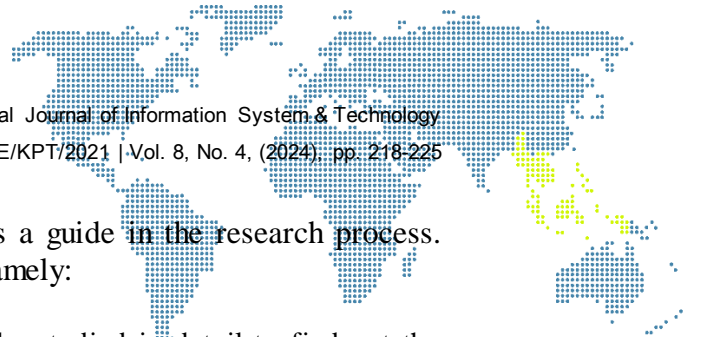 al Journal of Information System & Technology
E/KPT/2021 | Vol. 8, No. 4, (2024), pp. 218-225
s a guide in the research process.
amely: